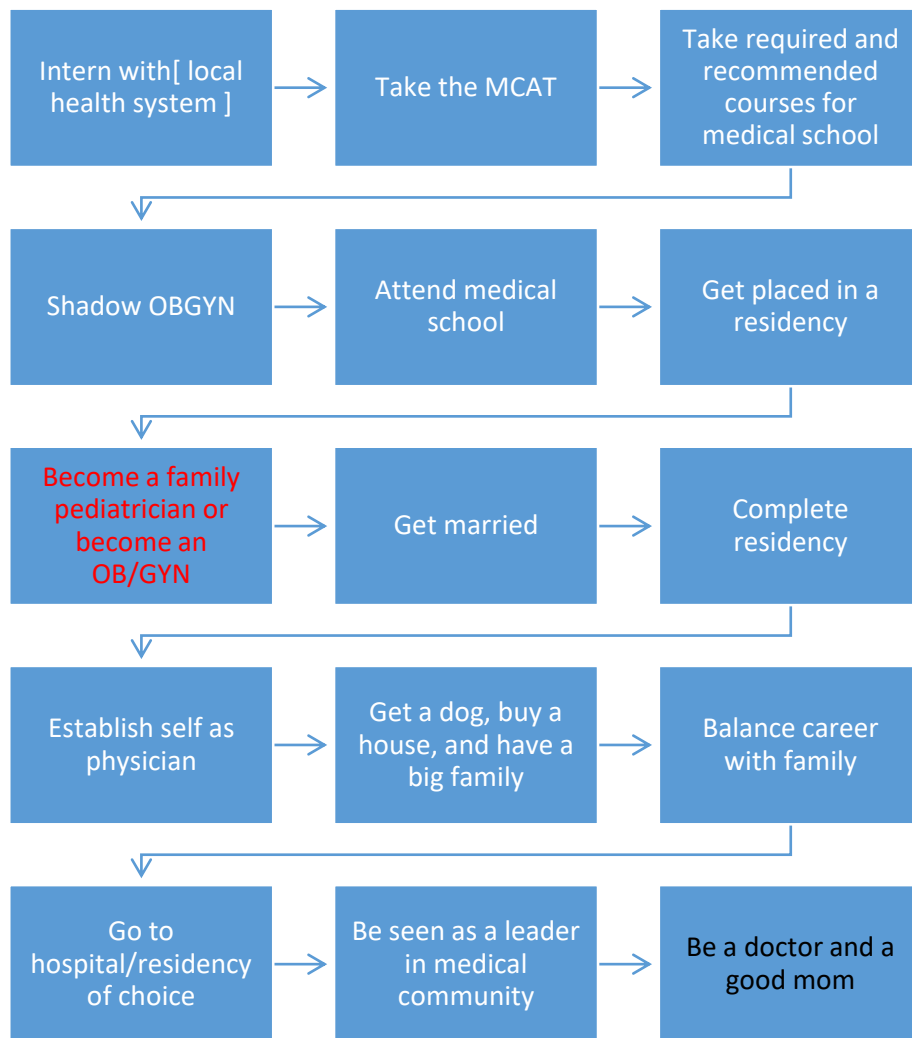 Intern with[ local
health system ]
Take the MCAT
Take required and
recommended
courses for
medical school
Shadow OBGYN
Attend medical
school
Get placed in a
residency
Become a family
pediatrician or
become an
OB/GYN
Get married
Complete
residency
Establish self as
physician
Get a dog, buy a
house, and have a
big family
Balance career
with family
Go to
hospital/residency
of choice
Be seen as a leader
in medical
community
Be a doctor and a
good mom